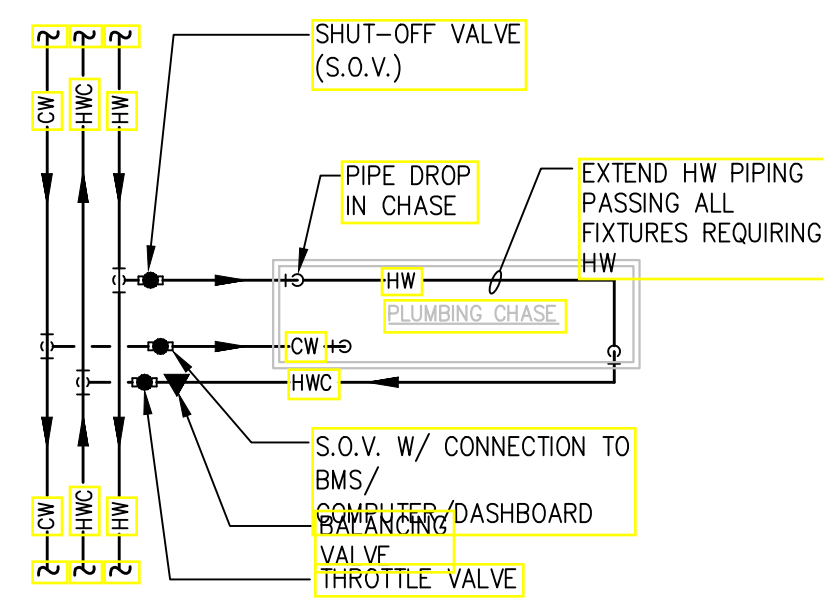 SHUT-OFF VALVE
(S.O.V.)
CW
HWC
HW
PIPE DROP
IN CHASE
EXTEND HW PIPING
PASSING ALL
FIXTURES REQUIRING
HW
HW
PLUMBING CHASE
CW
HWC
S.O.V. W/ CONNECTION TO
BMS/
COMPUTER/DASHBOARD
BALANCING
VALVE
THROTTLE VALVE
CW
HWC
HW